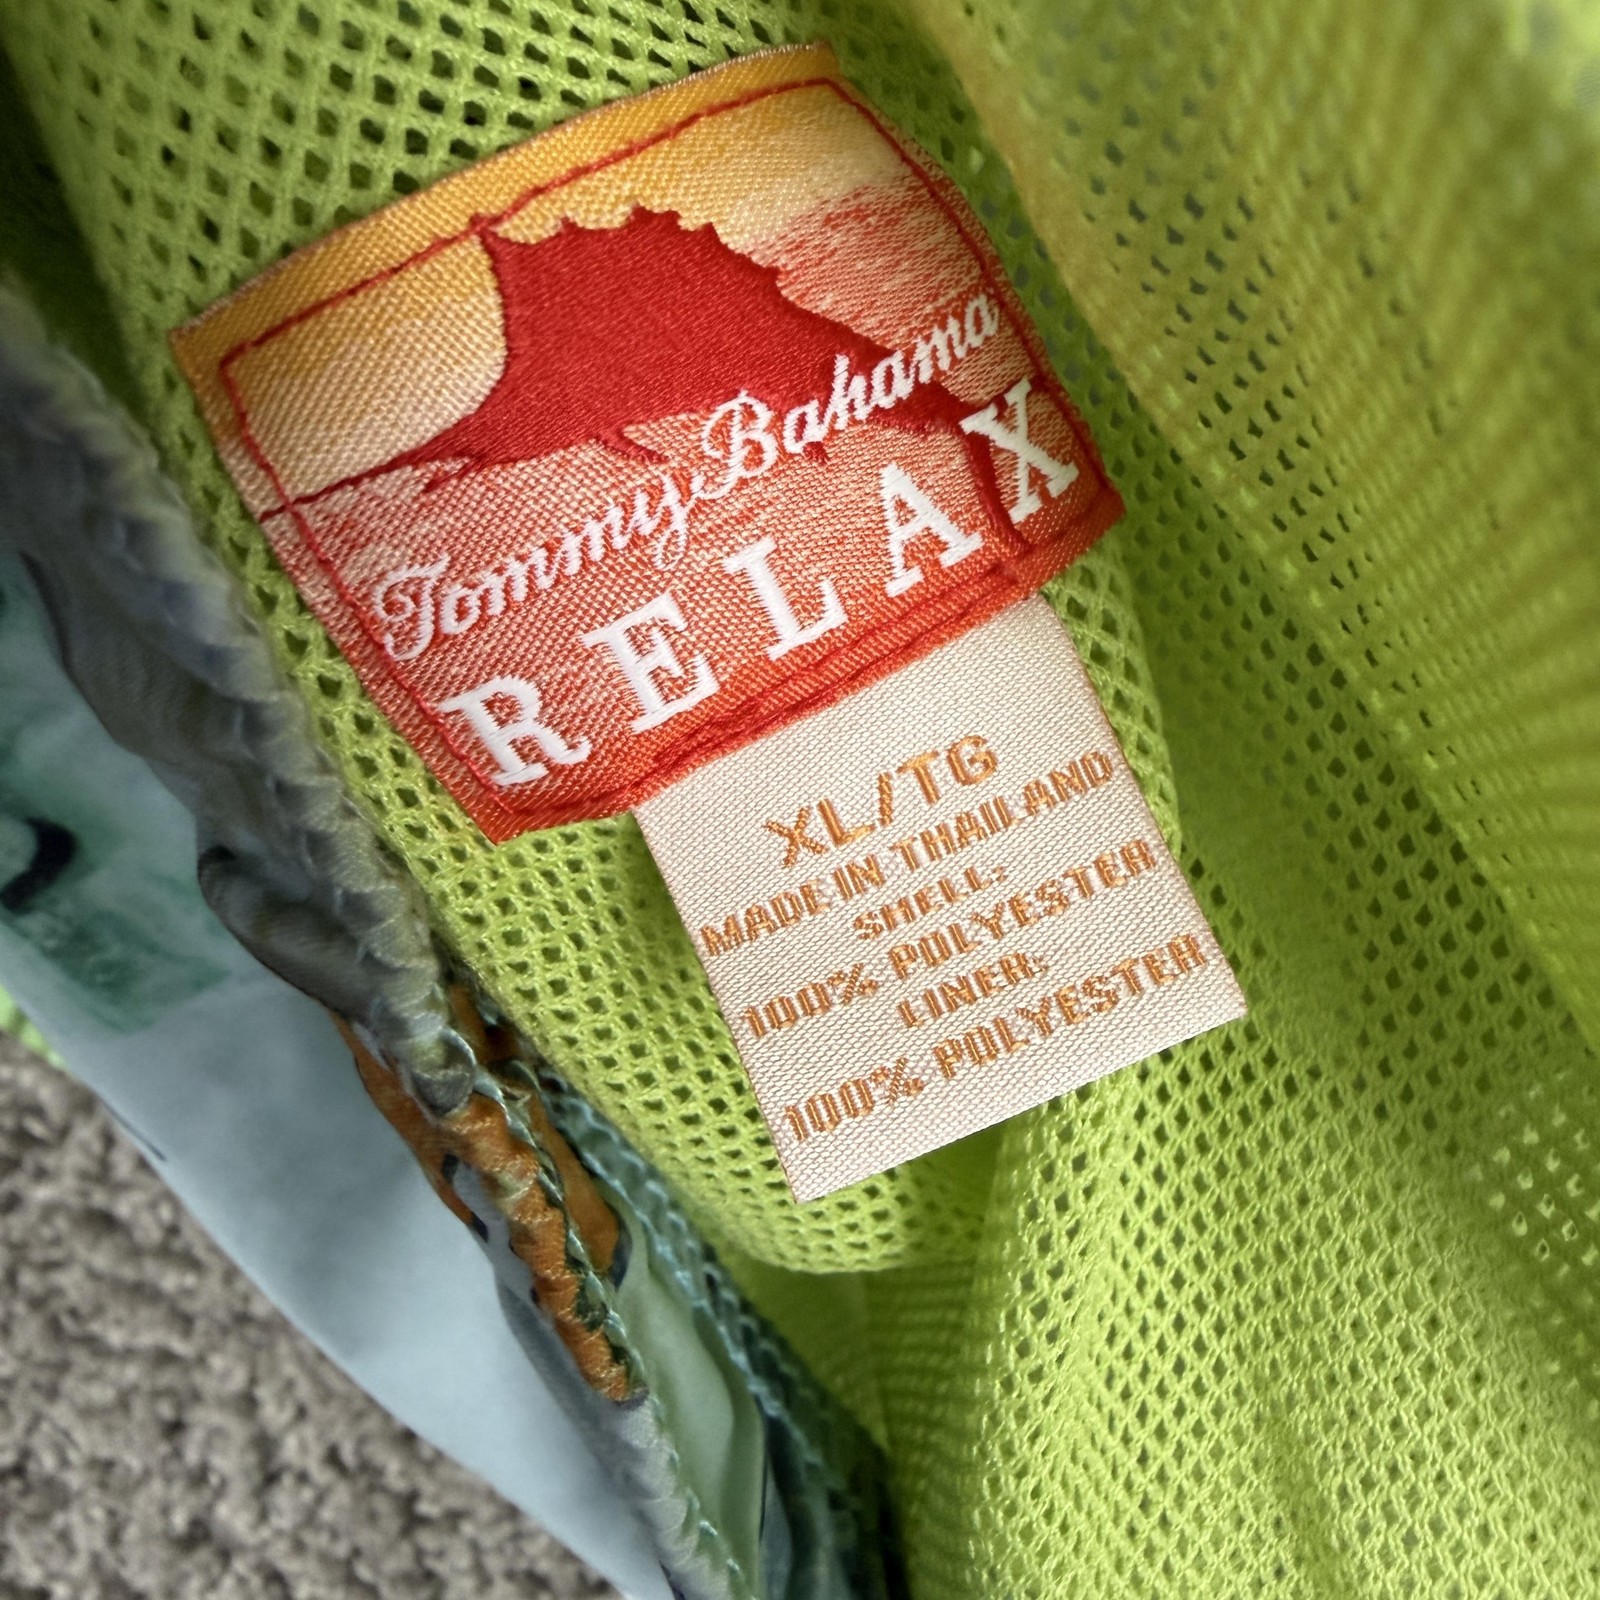 Tommy Bahama
RELAX
XL/TG
MADE IN THAILAND
SHELL:
100% POLYESTER
LINER:
100% POLYESTER